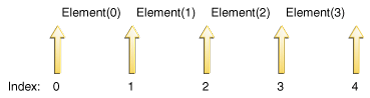 Element(0) Element(1) Element(2) Element(3)
Index: 0 1 2 3 4